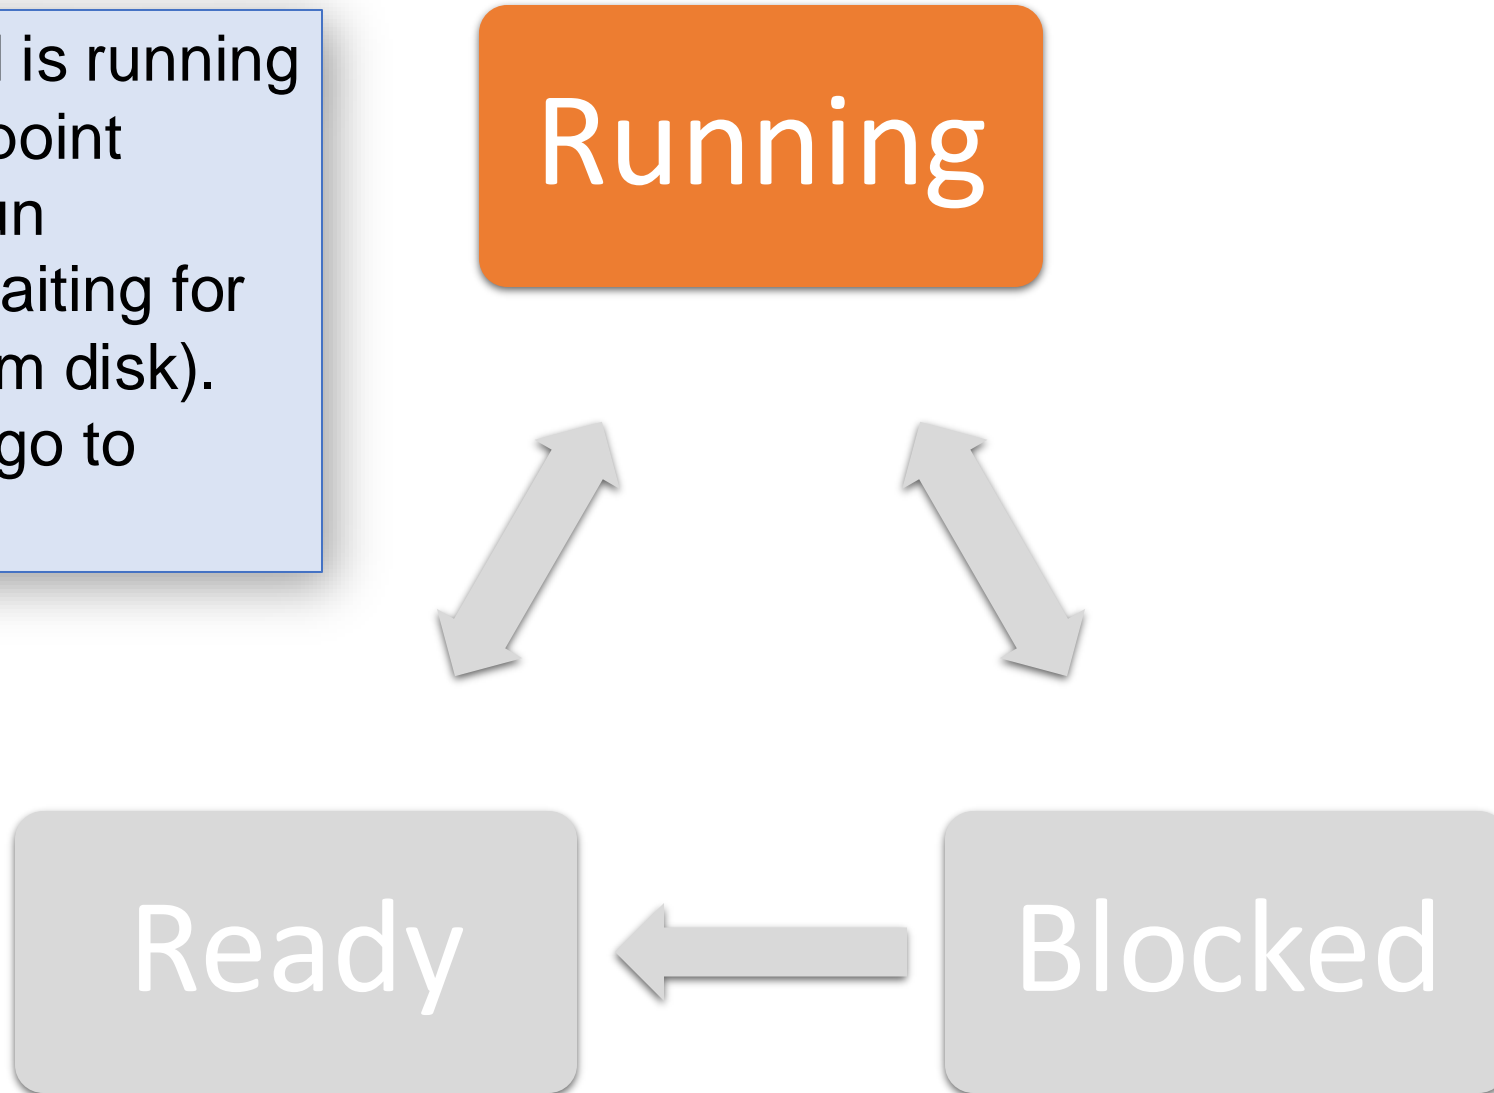 is running
point
aiting for
m disk).
go to
Running
Ready
Blocked